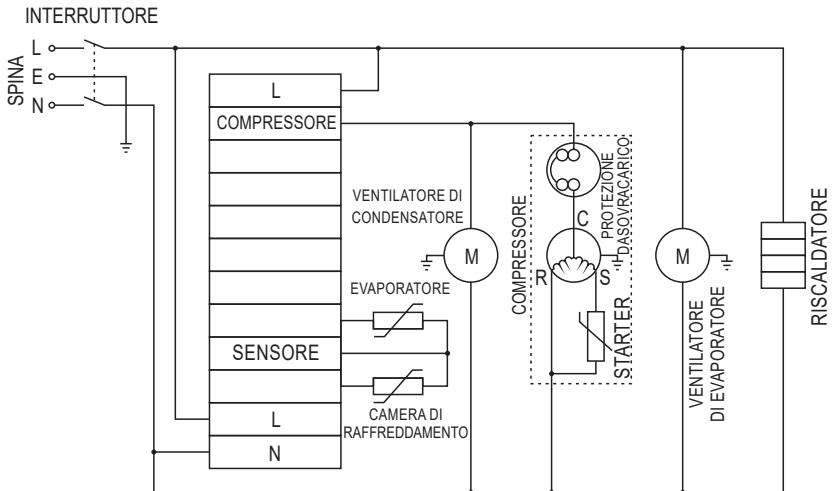 INTERRUTTORE
SPINA
L
E
N
L
COMPRESSORE
SENSORE
L
N
VENTILATORE DI
CONDENSATORE
M
EVAPORATORE
CAMERA DI
RAFFREDDAMENTO
COMPRESSORE
PROTEZIONE
DASOVRACARICO
C
R
S
STARTER
M
VENTILATORE
DI EVAPORATORE
RISCALDATORE